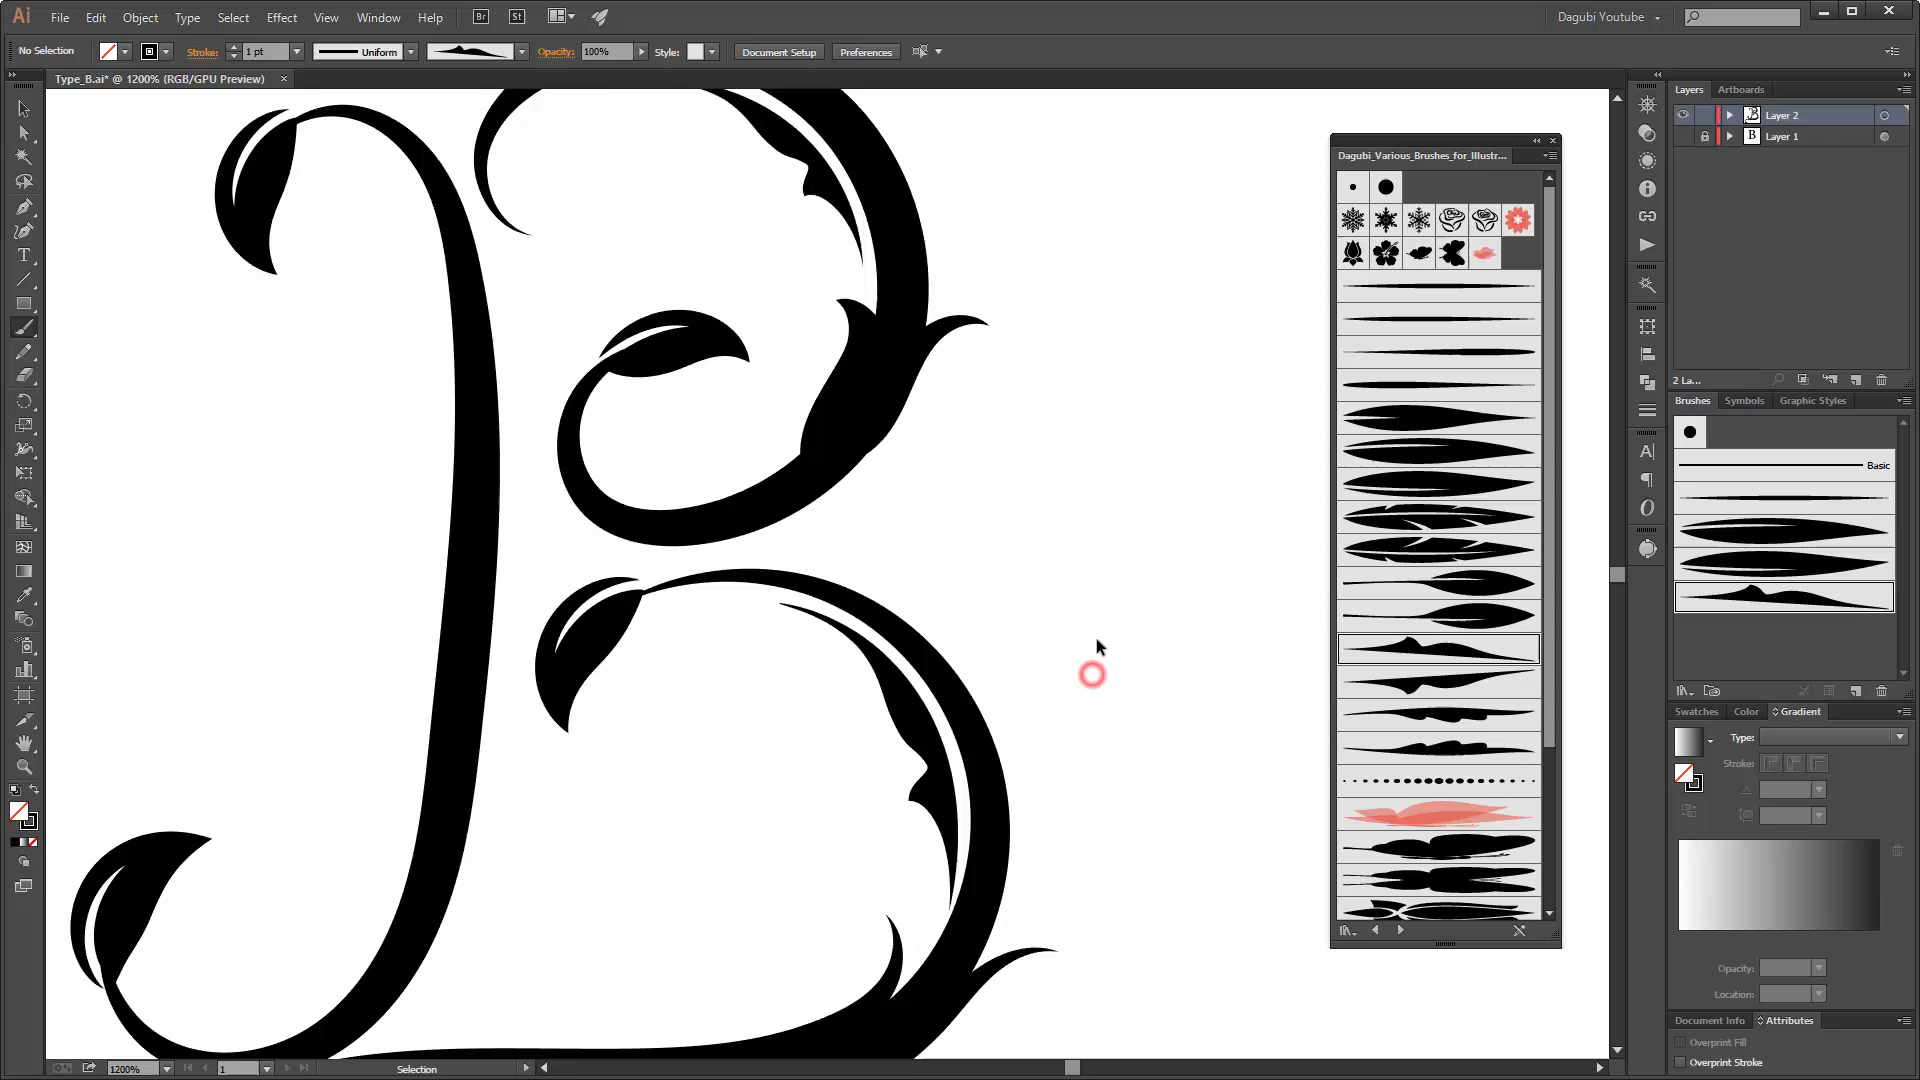 Ai File Edit Object Type Select Effect View Window Help Br St Dagubi Youtube
No Selection Stroke: 1 pt Uniform Opacity: 100% Style: Document Setup Preferences
Type_B.ai* @ 1200% (RGB/GPU Preview)
Layers Artboards
Layer 2
B Layer 1
2 La...
Dagubi_Various_Brushes_for_Illustr...
Brushes Symbols Graphic Styles
Basic
Swatches Color Gradient
Type:
Stroke:
Opacity:
Location:
Document Info Attributes
Overprint Fill
Overprint Stroke
1200% 1 Selection